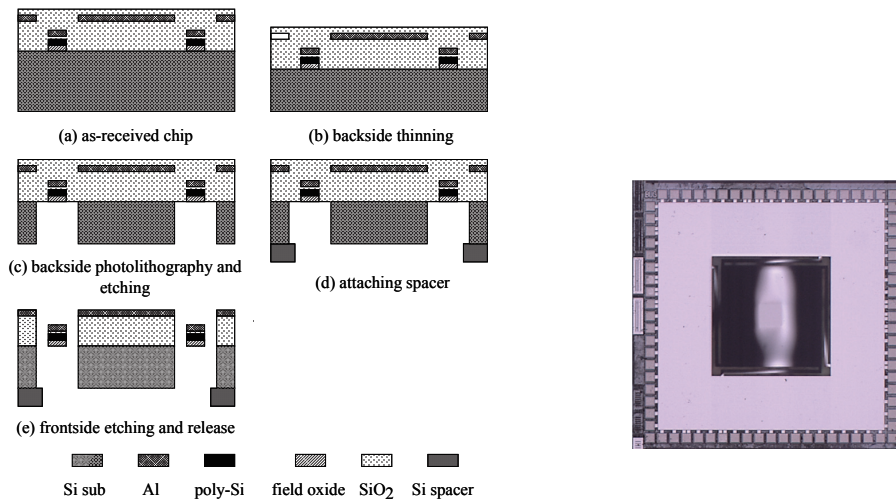 (a) as-received chip
(b) backside thinning
(c) backside photolithography and
etching
(d) attaching spacer
(e) frontside etching and release
Si sub Al poly-Si field oxide SiO2 Si spacer